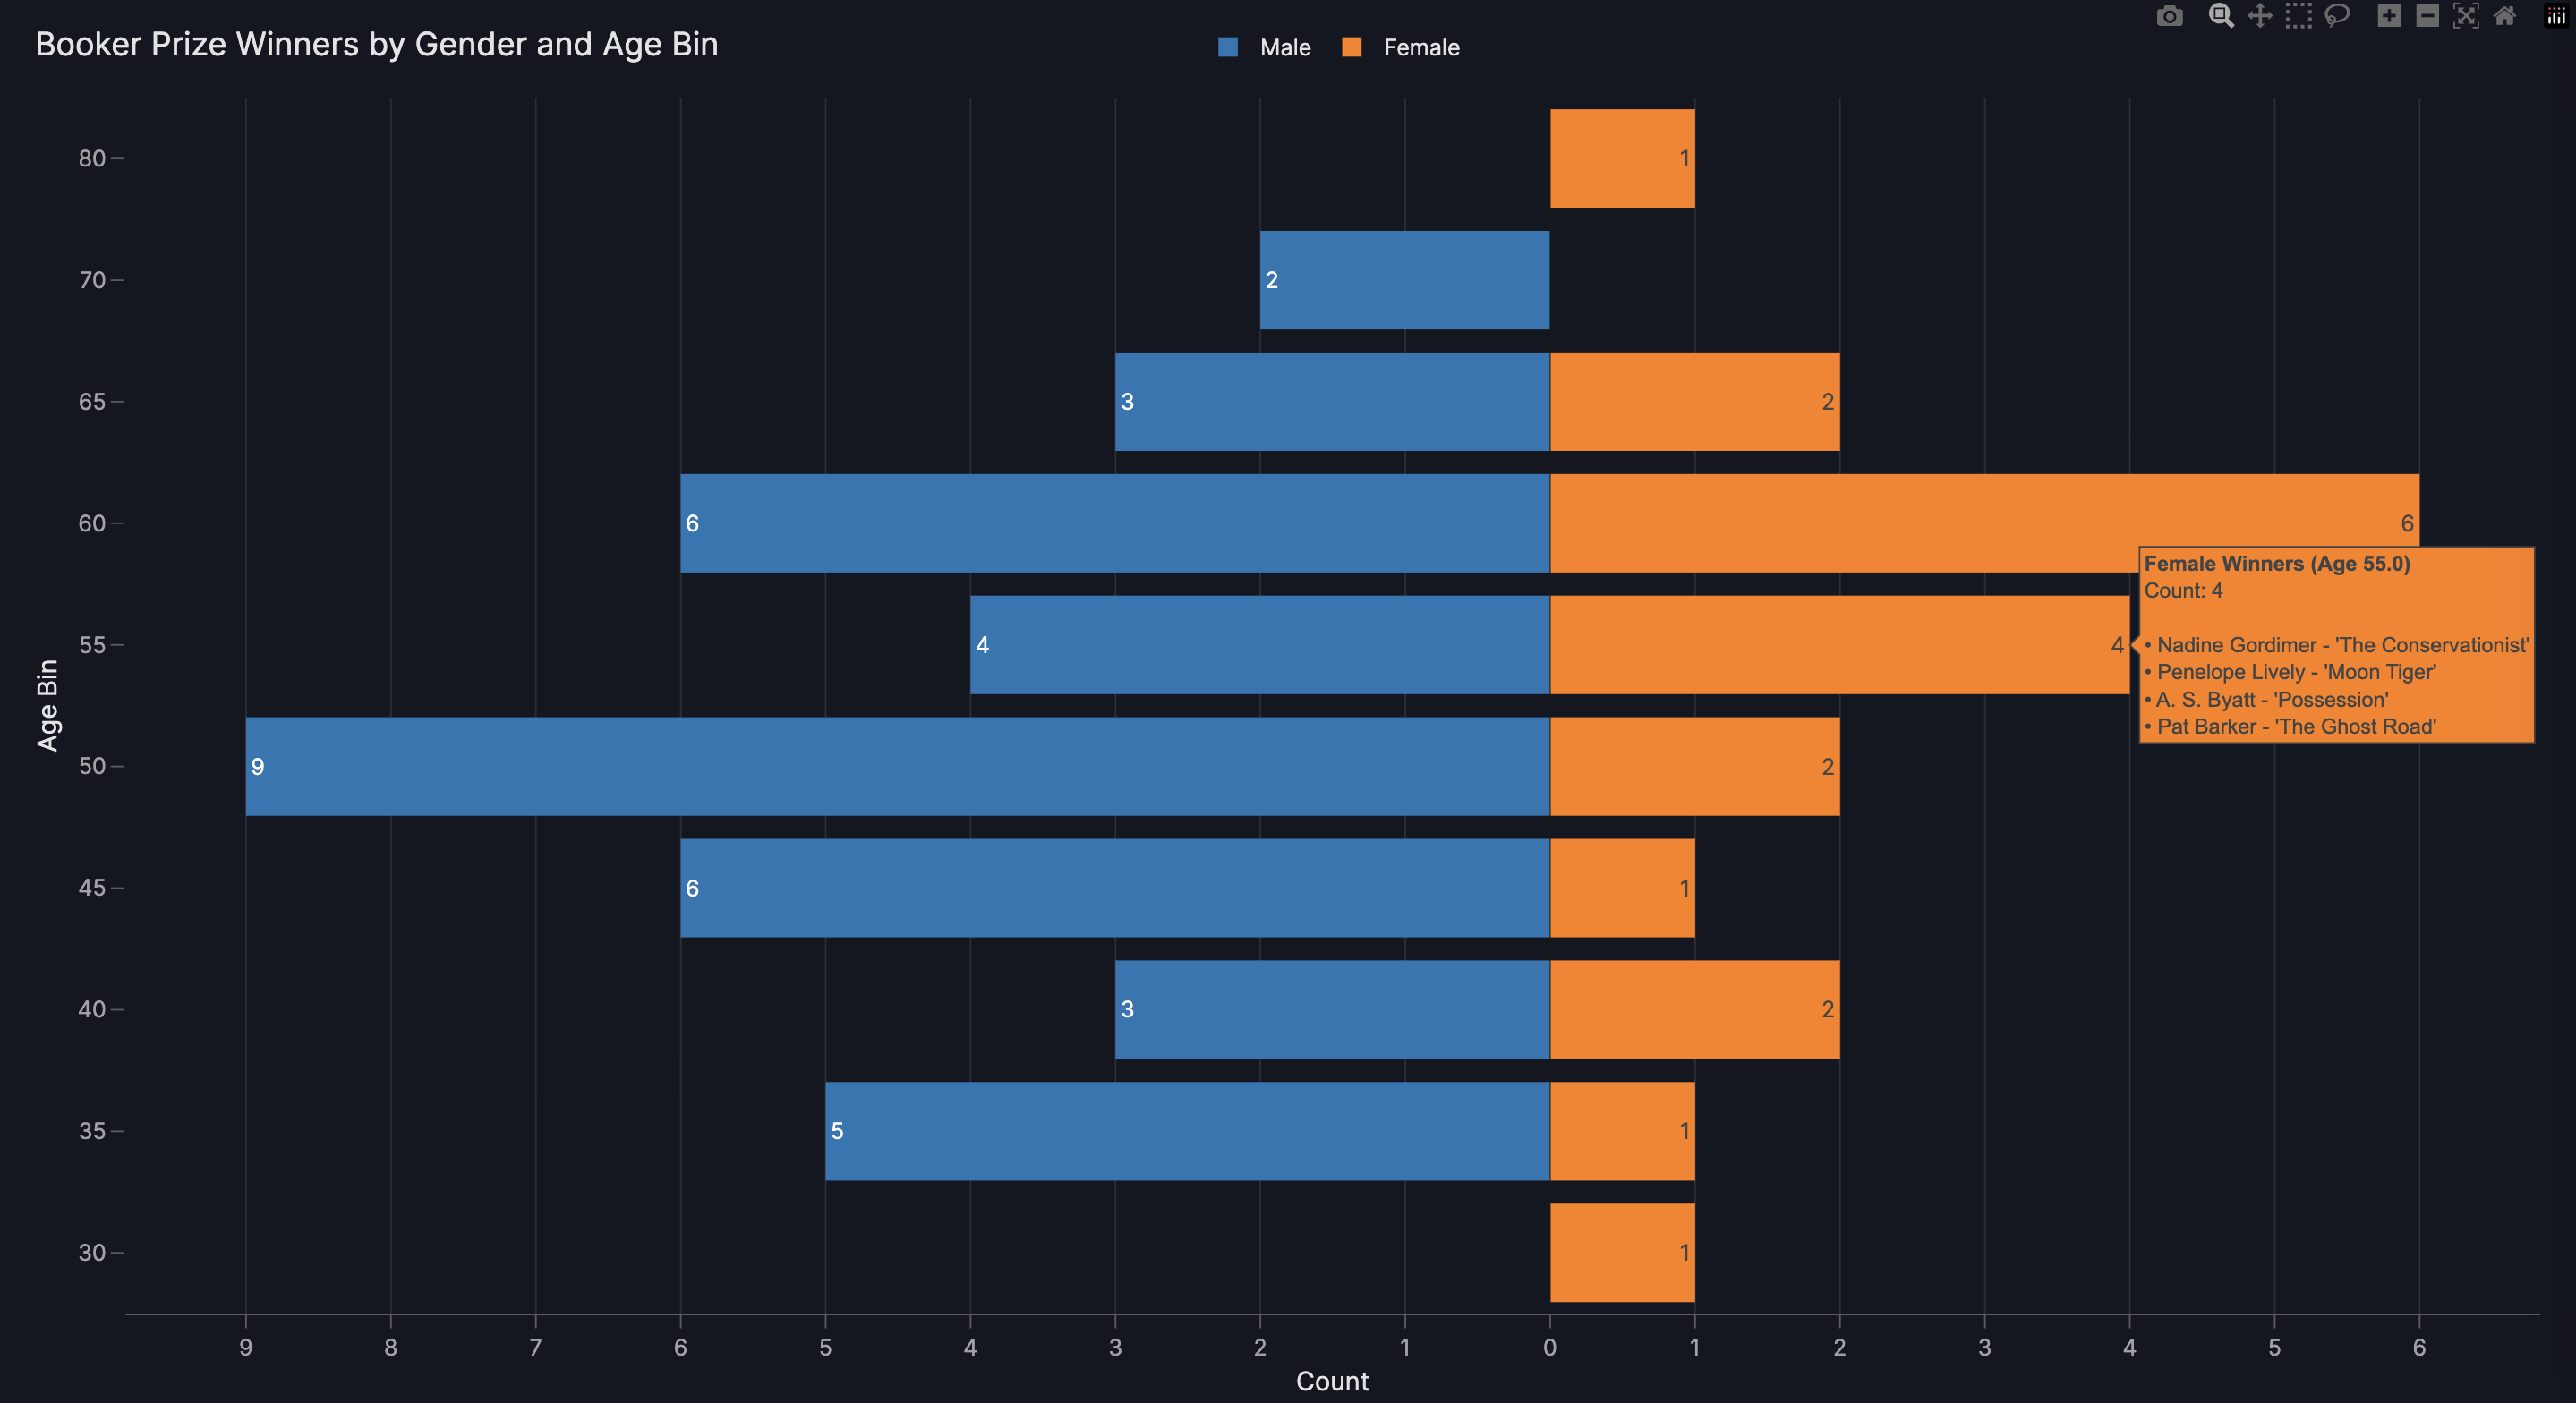 Booker Prize Winners by Gender and Age Bin
Male Female
80
1
70
2
65
3
2
60
6
6
55
4
4
Female Winners (Age 55.0)
Count: 4
• Nadine Gordimer - 'The Conservationist'
• Penelope Lively - 'Moon Tiger'
• A. S. Byatt - 'Possession'
• Pat Barker - 'The Ghost Road'
50
9
2
45
6
1
40
3
2
35
5
1
30
1
Age Bin
9 8 7 6 5 4 3 2 1 0 1 2 3 4 5 6
Count